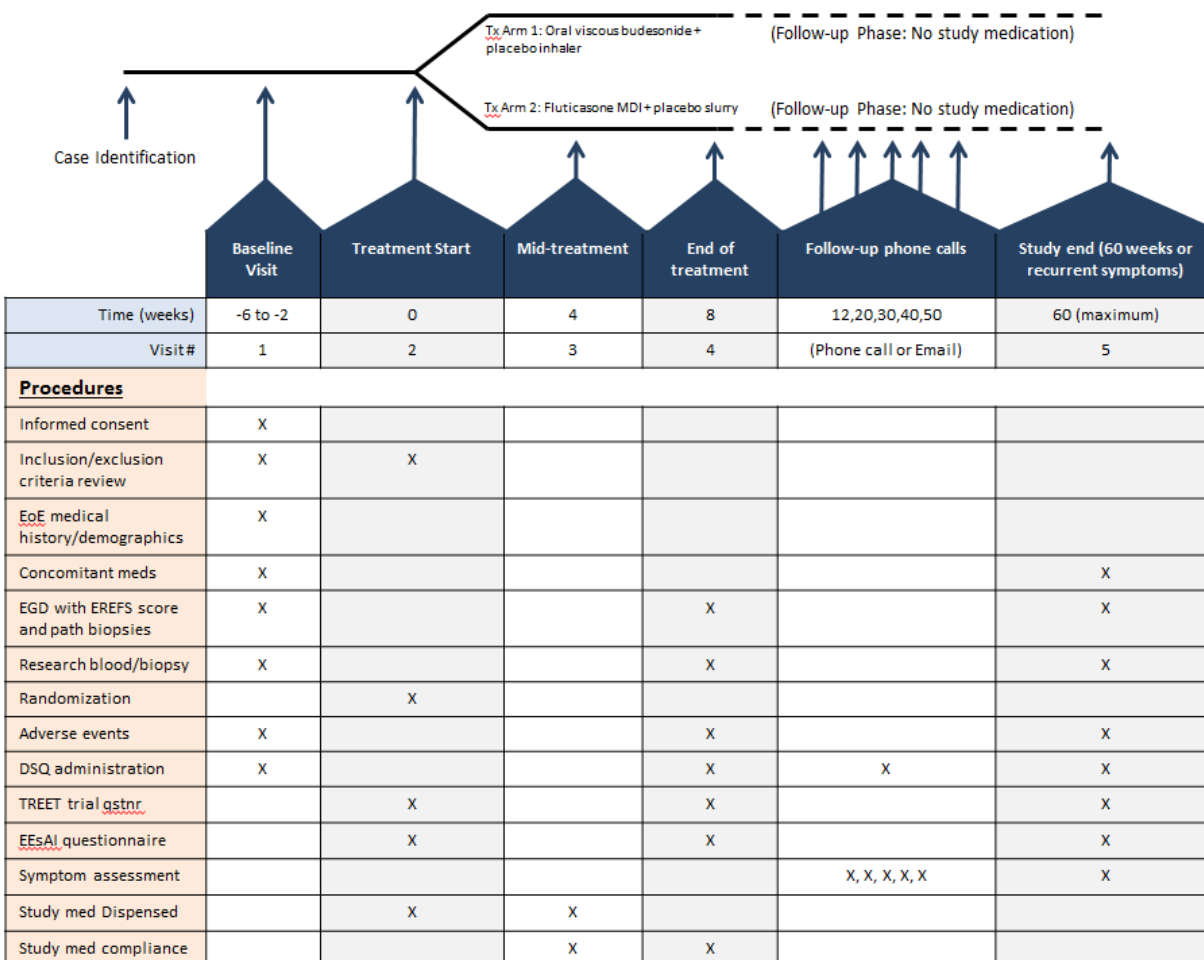 Tx Arm 1: Oral viscous budesonide +
placebo inhaler
(Follow-up Phase: No study medication)
Tx Arm 2: Fluticasone MDI + placebo slurry
(Follow-up Phase: No study medication)
Case Identification
Baseline
Visit
Treatment Start
Mid-treatment
End of
treatment
Follow-up phone calls
Study end (60 weeks or
recurrent symptoms)
Time (weeks) -6 to -2 0 4 8 12,20,30,40,50 60 (maximum)
Visit# 1 2 3 4 (Phone call or Email) 5
Procedures
Informed consent X
Inclusion/exclusion X X
criteria review
EoE medical X
history/demographics
Concomitant meds X X
EGD with EREFS score X X X
and path biopsies
Research blood/biopsy X X X
Randomization X
Adverse events X X X
DSQ administration X X X X
TREET trial qstnr X X X
EEsAI questionnaire X X X
Symptom assessment X, X, X, X, X X
Study med Dispensed X X
Study med compliance X X